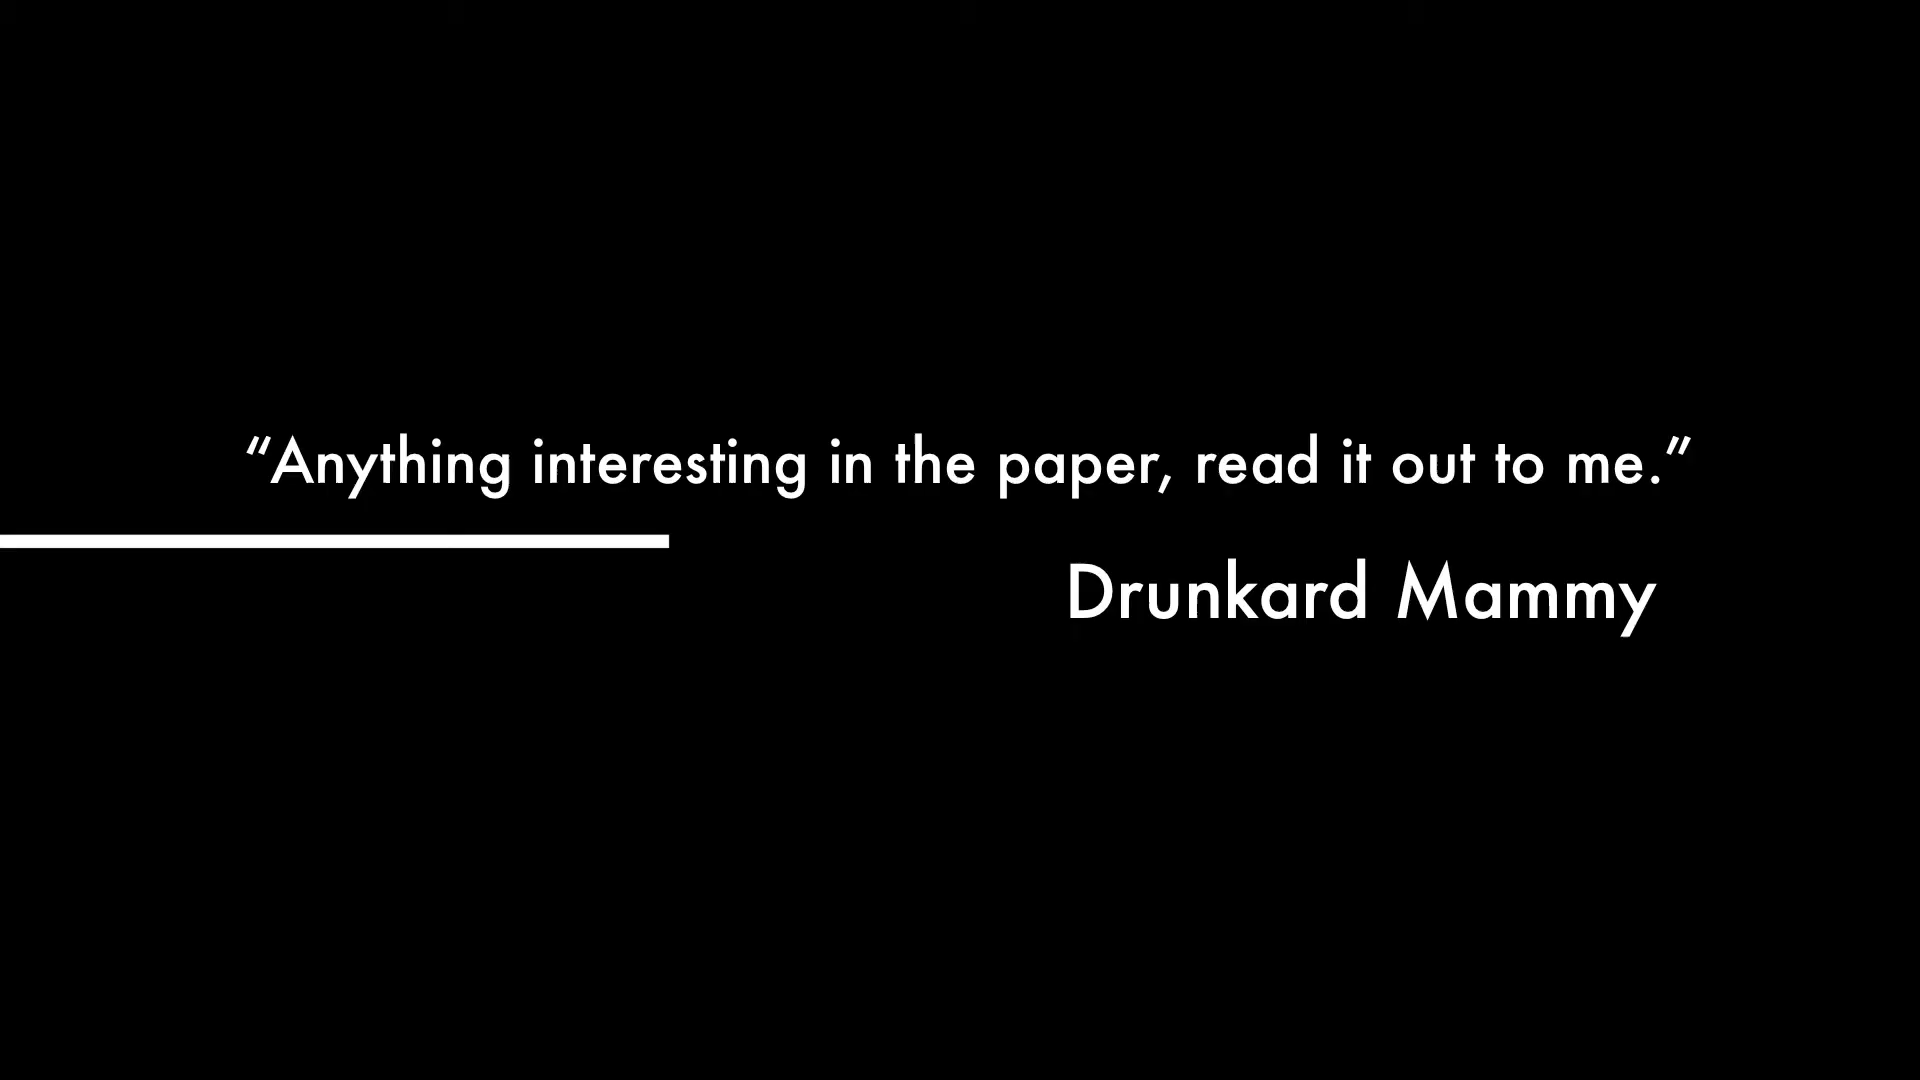 “Anything interesting in the paper, read it out to me.”
Drunkard Mammy